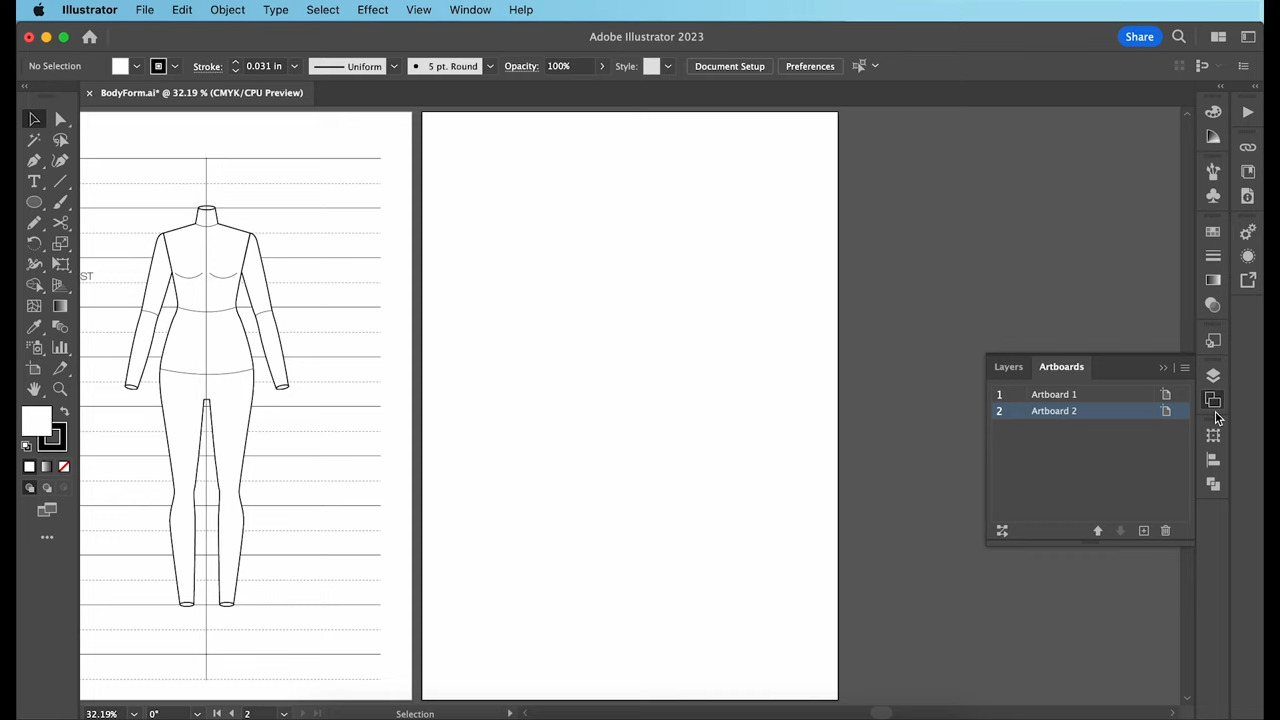 Illustrator File Edit Object Type Select Effect View Window Help
Adobe Illustrator 2023
Share
No Selection Stroke: 0.031 in Uniform 5 pt. Round Opacity: 100% Style: Document Setup Preferences
BodyForm.ai* @ 32.19 % (CMYK/CPU Preview)
ST
Layers Artboards
1 Artboard 1
2 Artboard 2
32.19% 0° 2 Selection